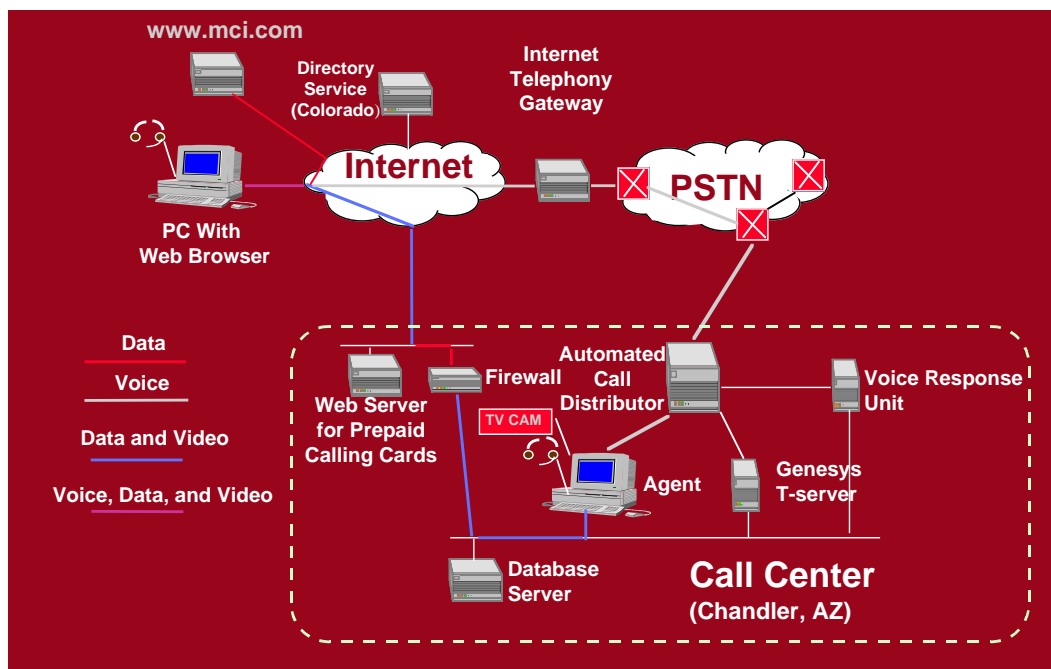 www.mci.com
Directory
Service
(Colorado)
Internet
Telephony
Gateway
Internet
PSTN
PC With
Web Browser
Data
Voice
Data and Video
Voice, Data, and Video
Web Server
for Prepaid
Calling Cards
Firewall
Automated
Call
Distributor
Voice Response
Unit
TV CAM
Agent
Genesys
T-server
Database
Server
Call Center
(Chandler, AZ)